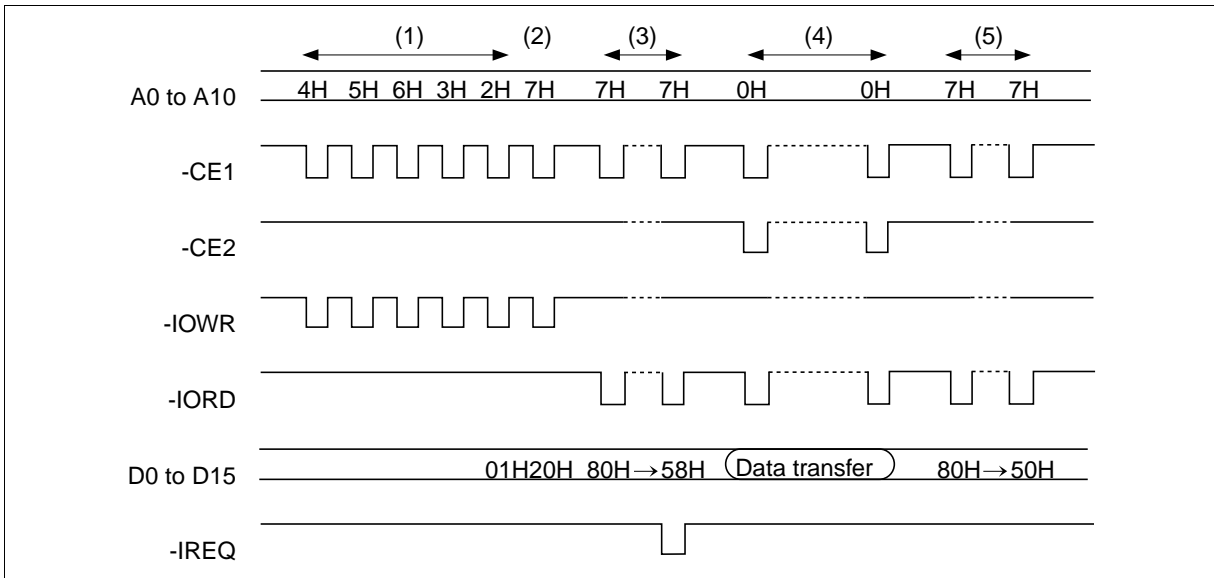 (1) (2) (3) (4) (5)
A0 to A10 4H 5H 6H 3H 2H 7H 7H 7H 0H 0H 7H 7H
-CE1
-CE2
-IOWR
-IORD
D0 to D15 01H20H 80H→58H Data transfer 80H→50H
-IREQ